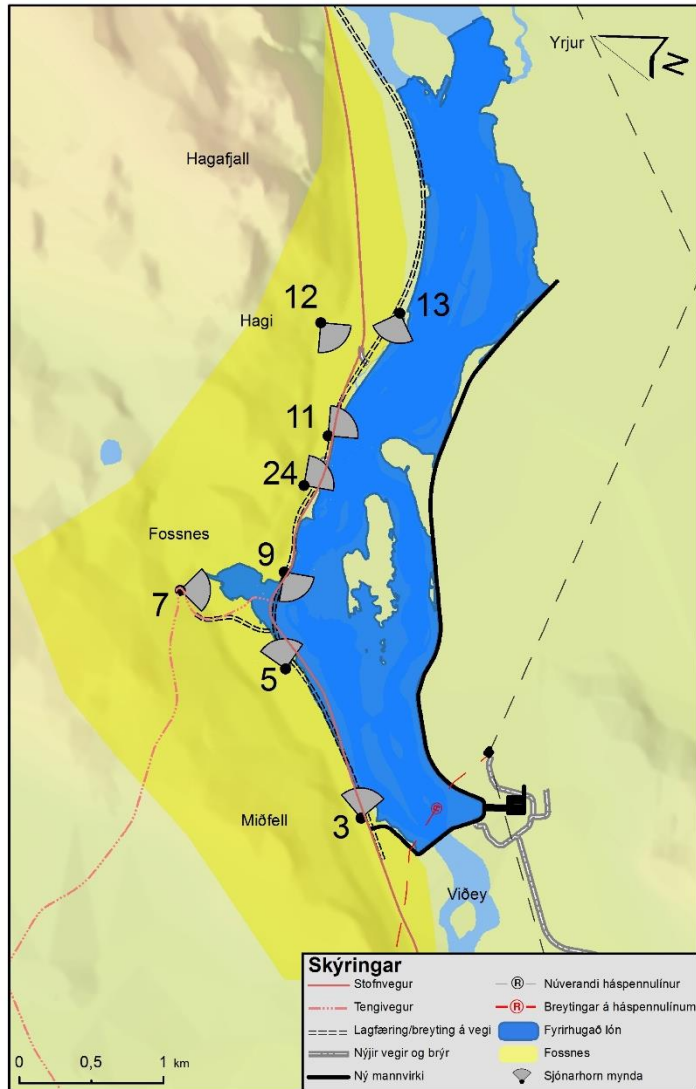 Yrjur
N
Hagafjall
12
13
Hagi
11
24
Fossnes
9
7
5
Miðfell
3
Viðey
Skýringar
Stofnvegur
Tengivegur
Lagfæring/breyting á vegi
Nýjir vegir og brýr
Ný mannvirki
R Núverandi háspennulínur
R Breytingar á háspennulínum
Fyrirhugað lón
Fossnes
Sjónarhorn mynda
0 0,5 1 km